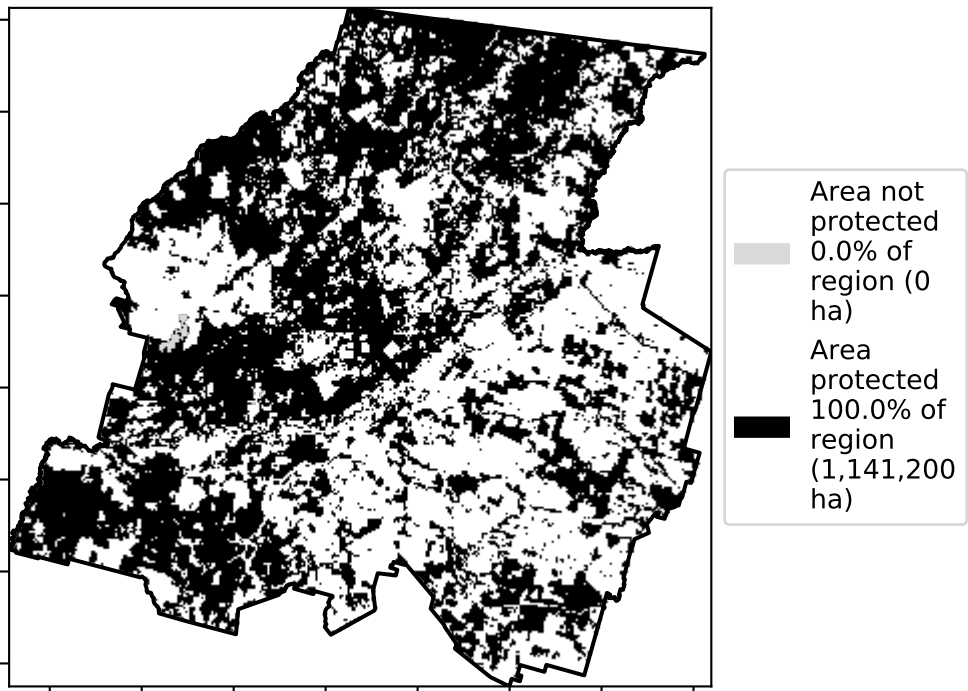 Area not
protected
0.0% of
region (0
ha)
Area
protected
100.0% of
region
(1,141,200
ha)